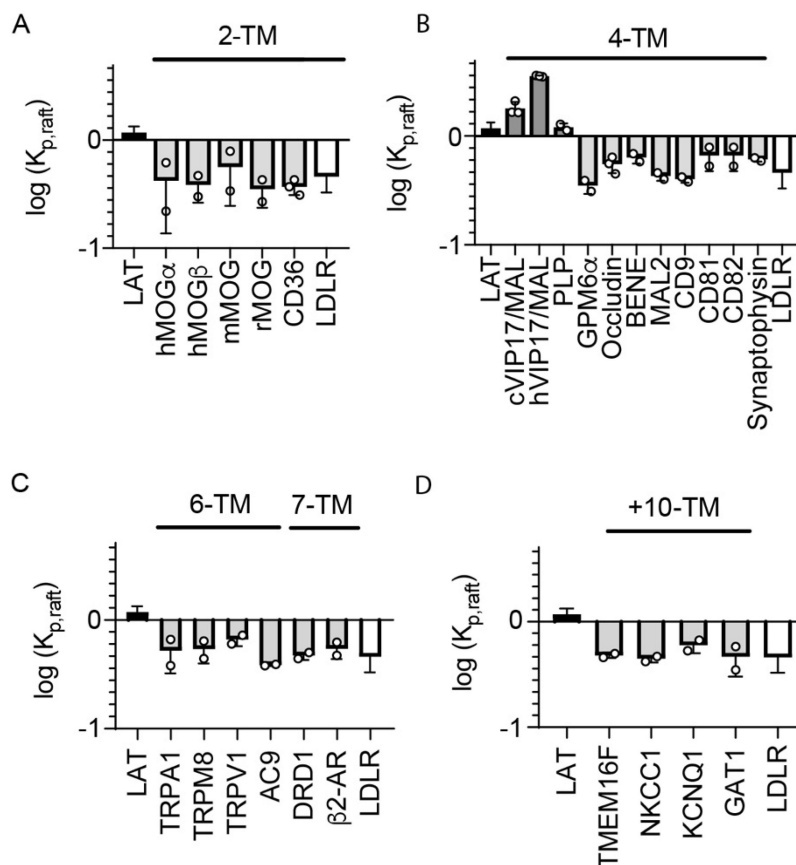 A
2-TM
log (Kp,raft)
0
-1
LAT
hMOGα
hMOGβ
mMOG
rMOG
CD36
LDLR
B
4-TM
log (Kp,raft)
0
-1
LAT
cVIP17/MAL
hVIP17/MAL
PLP
GPM6α
Occludin
BENE
MAL2
CD9
CD81
CD82
Synaptophysin
LDLR
C
6-TM
7-TM
log (Kp,raft)
0
-1
LAT
TRPA1
TRPM8
TRPV1
AC9
DRD1
β2-AR
LDLR
D
+10-TM
log (Kp,raft)
0
-1
LAT
TMEM16F
NKCC1
KCNQ1
GAT1
LDLR